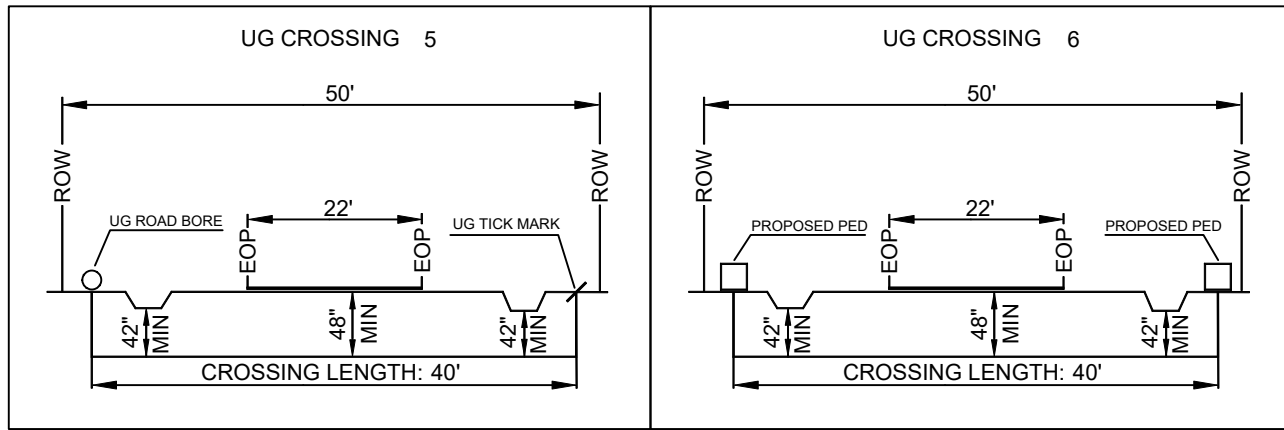 UG CROSSING 5
50'
ROW
ROW
22'
UG ROAD BORE
UG TICK MARK
EOP
EOP
42"
MIN
48"
MIN
42"
MIN
CROSSING LENGTH: 40'
UG CROSSING 6
50'
ROW
ROW
22'
PROPOSED PED
PROPOSED PED
EOP
EOP
42"
MIN
48"
MIN
42"
MIN
CROSSING LENGTH: 40'